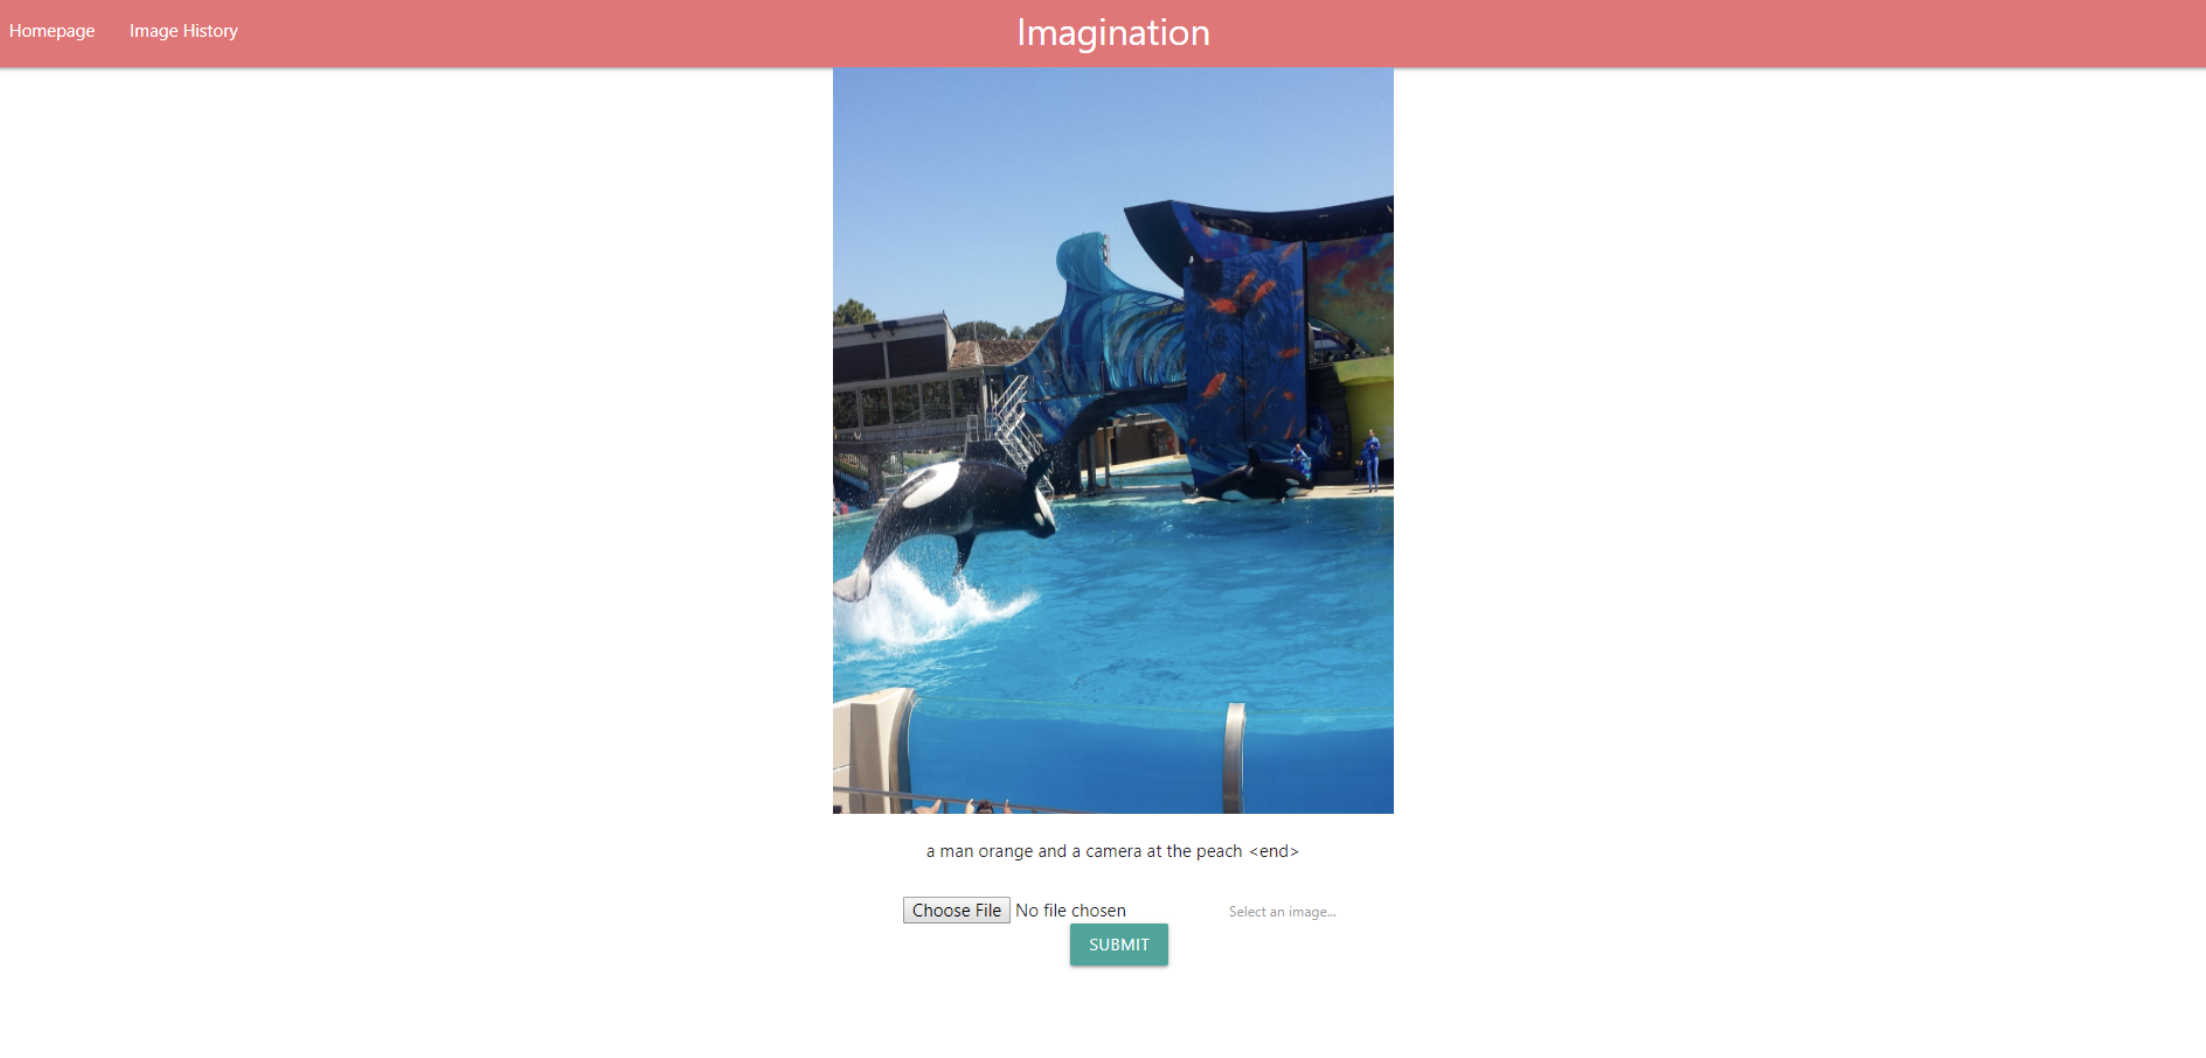 Homepage Image History Imagination
a man orange and a camera at the peach <end>
Choose File No file chosen Select an image...
SUBMIT